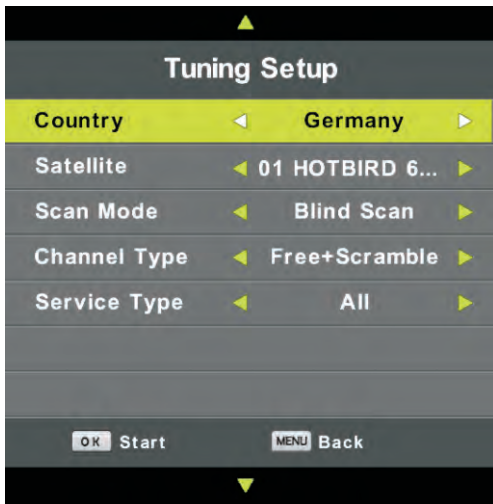 Tuning Setup
Country Germany
Satellite 01 HOTBIRD 6...
Scan Mode Blind Scan
Channel Type Free+Scramble
Service Type All
OK Start MENU Back